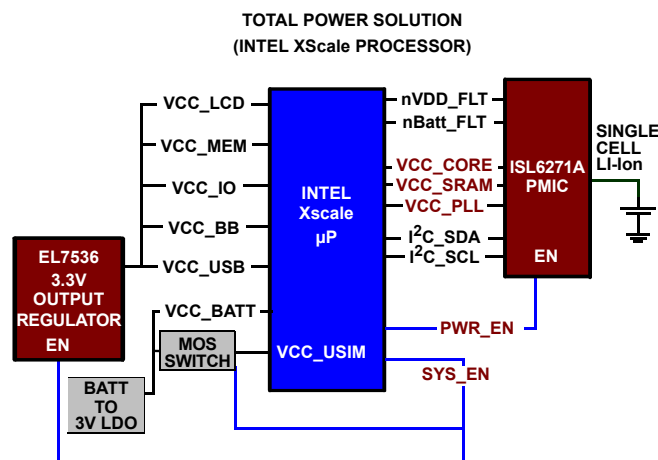 TOTAL POWER SOLUTION
(INTEL XScale PROCESSOR)
VCC_LCD
VCC_MEM
VCC_IO
VCC_BB
VCC_USB
VCC_BATT
EL7536
3.3V
OUTPUT
REGULATOR
EN
MOS
SWITCH
BATT
TO
3V LDO
INTEL
Xscale
µP
VCC_USIM
nVDD_FLT
nBatt_FLT
VCC_CORE
VCC_SRAM
VCC_PLL
I²C_SDA
I²C_SCL
PWR_EN
SYS_EN
ISL6271A
PMIC
EN
SINGLE
CELL
LI-Ion